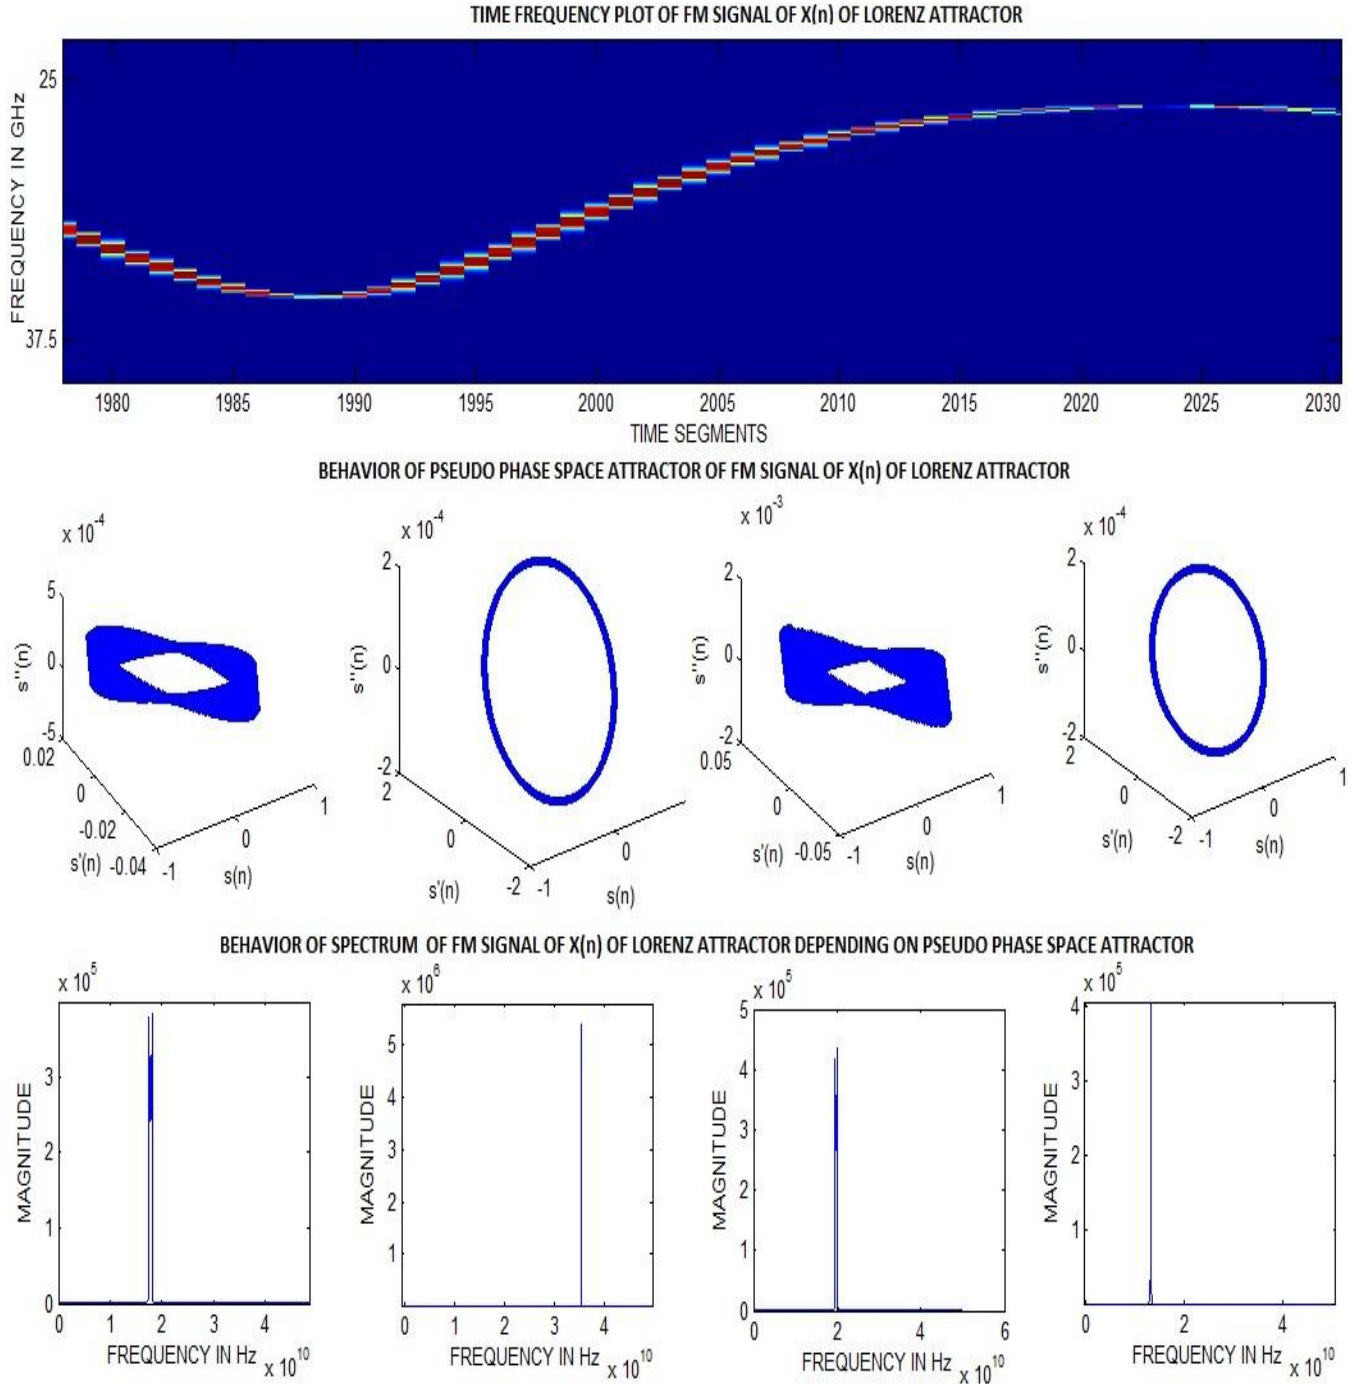 TIME FREQUENCY PLOT OF FM SIGNAL OF X(n) OF LORENZ ATTRACTOR
25
FREQUENCY IN GHz
37.5
1980 1985 1990 1995 2000 2005 2010 2015 2020 2025 2030
TIME SEGMENTS
BEHAVIOR OF PSEUDO PHASE SPACE ATTRACTOR OF FM SIGNAL OF X(n) OF LORENZ ATTRACTOR
x 10-4
5
0
-5
s''(n)
0.02
0
-0.02
-0.04
s'(n)
-1
0
1
s(n)
x 10-4
2
0
-2
s''(n)
2
0
-2
s'(n)
-1
0
s(n)
x 10-3
2
0
-2
s''(n)
0.05
0
-0.05
s'(n)
-1
0
1
s(n)
x 10-4
2
0
-2
s''(n)
2
0
-2
s'(n)
-1
0
1
s(n)
BEHAVIOR OF SPECTRUM OF FM SIGNAL OF X(n) OF LORENZ ATTRACTOR DEPENDING ON PSEUDO PHASE SPACE ATTRACTOR
x 10^5
3
2
1
0
MAGNITUDE
0 1 2 3 4
FREQUENCY IN Hz x 10^10
x 10^6
5
4
3
2
1
MAGNITUDE
0 1 2 3 4
FREQUENCY IN Hz x 10^10
x 10^5
5
4
3
2
1
0
MAGNITUDE
0 2 4 6
FREQUENCY IN Hz x 10^10
x 10^5
4
3
2
1
MAGNITUDE
0 2 4
FREQUENCY IN Hz x 10^10